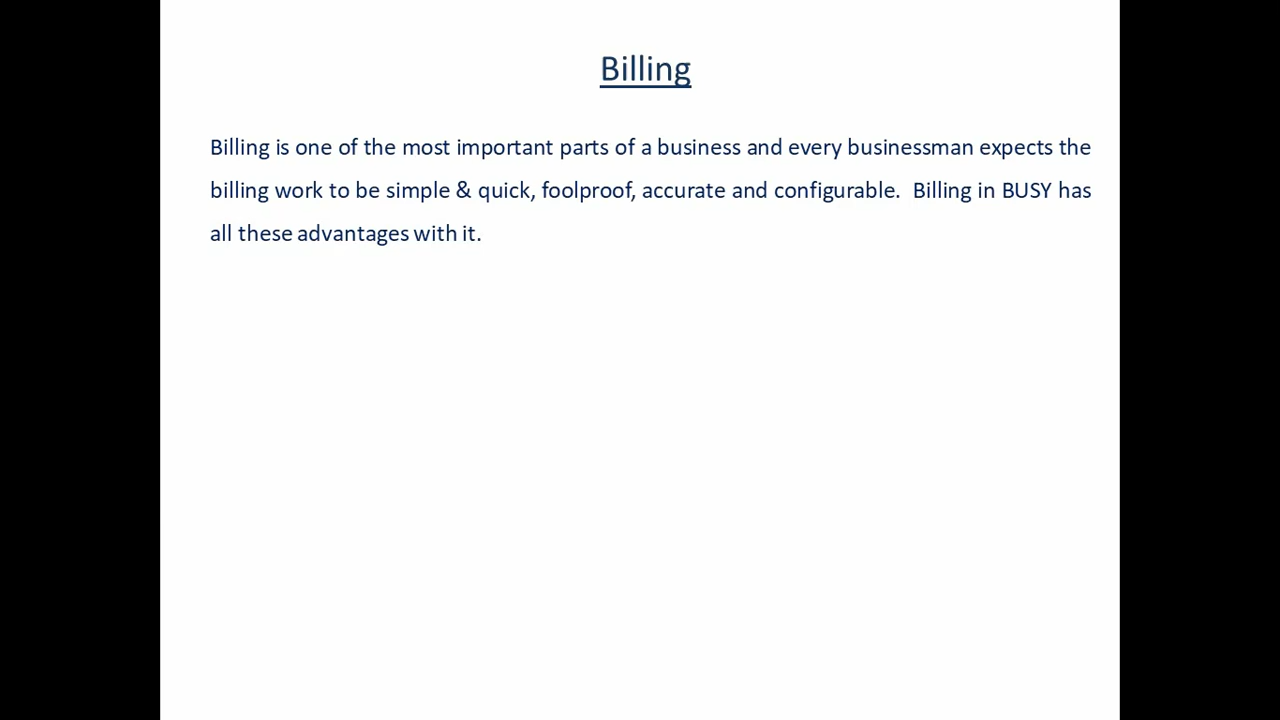 Billing
Billing is one of the most important parts of a business and every businessman expects the
billing work to be simple & quick, foolproof, accurate and configurable.  Billing in BUSY has
all these advantages with it.